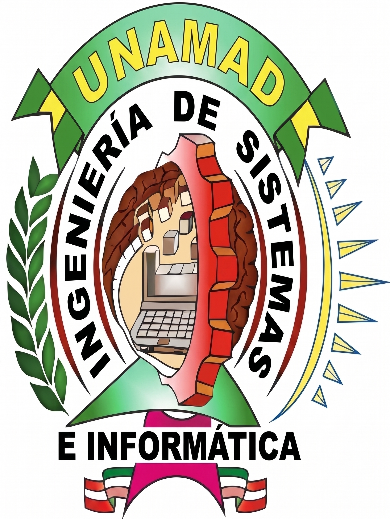 UNAMAD
INGENIERÍA DE SISTEMAS
E INFORMÁTICA